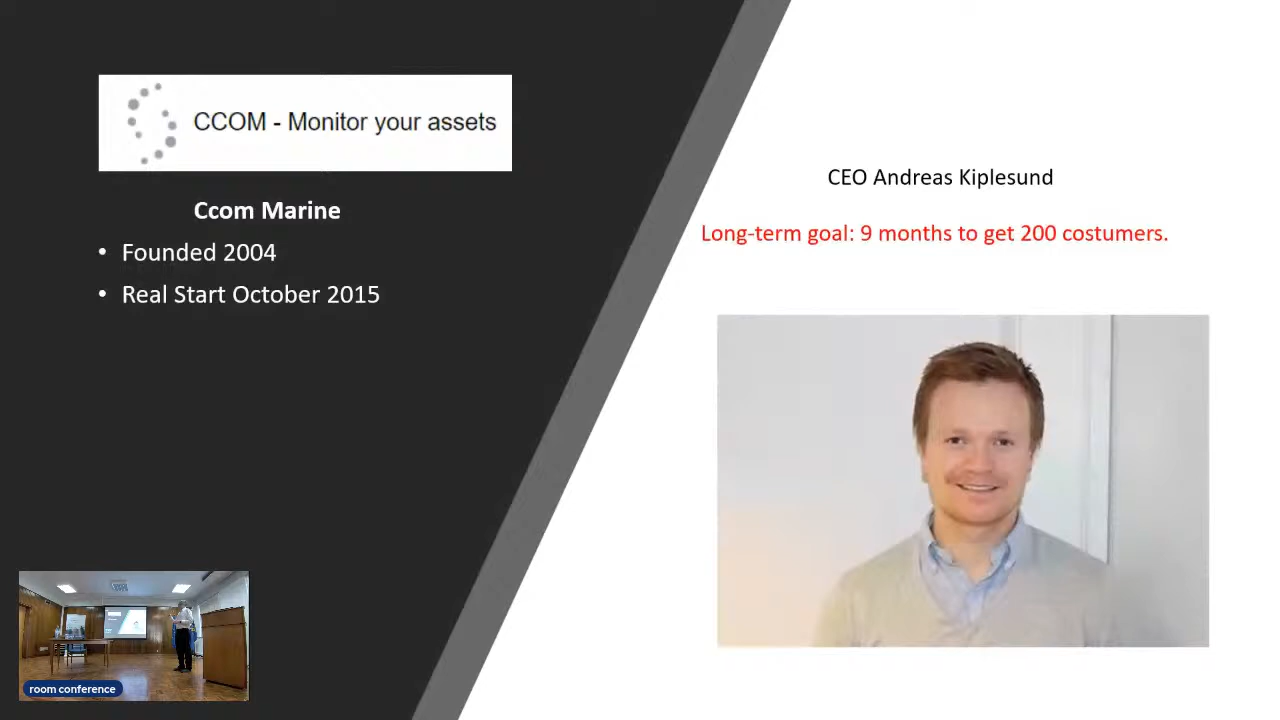 CCOM - Monitor your assets
Ccom Marine
• Founded 2004
• Real Start October 2015
CEO Andreas Kiplesund
Long-term goal: 9 months to get 200 costumers.
room conference